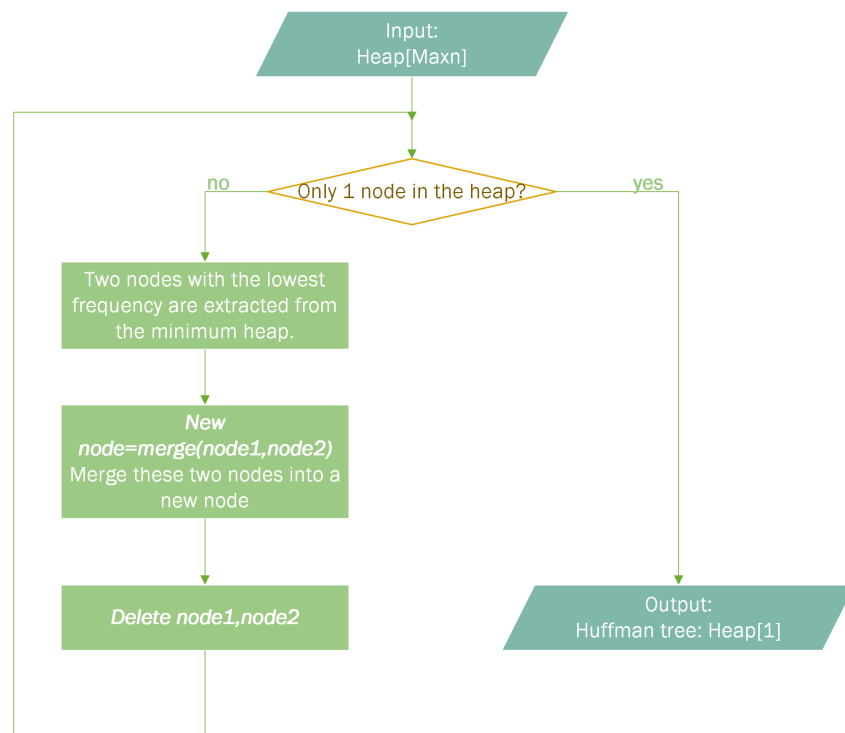 Input:
Heap[Maxn]
Only 1 node in the heap?
no
yes
Two nodes with the lowest
frequency are extracted from
the minimum heap.
New
node=merge(node1,node2)
Merge these two nodes into a
new node
Delete node1,node2
Output:
Huffman tree: Heap[1]